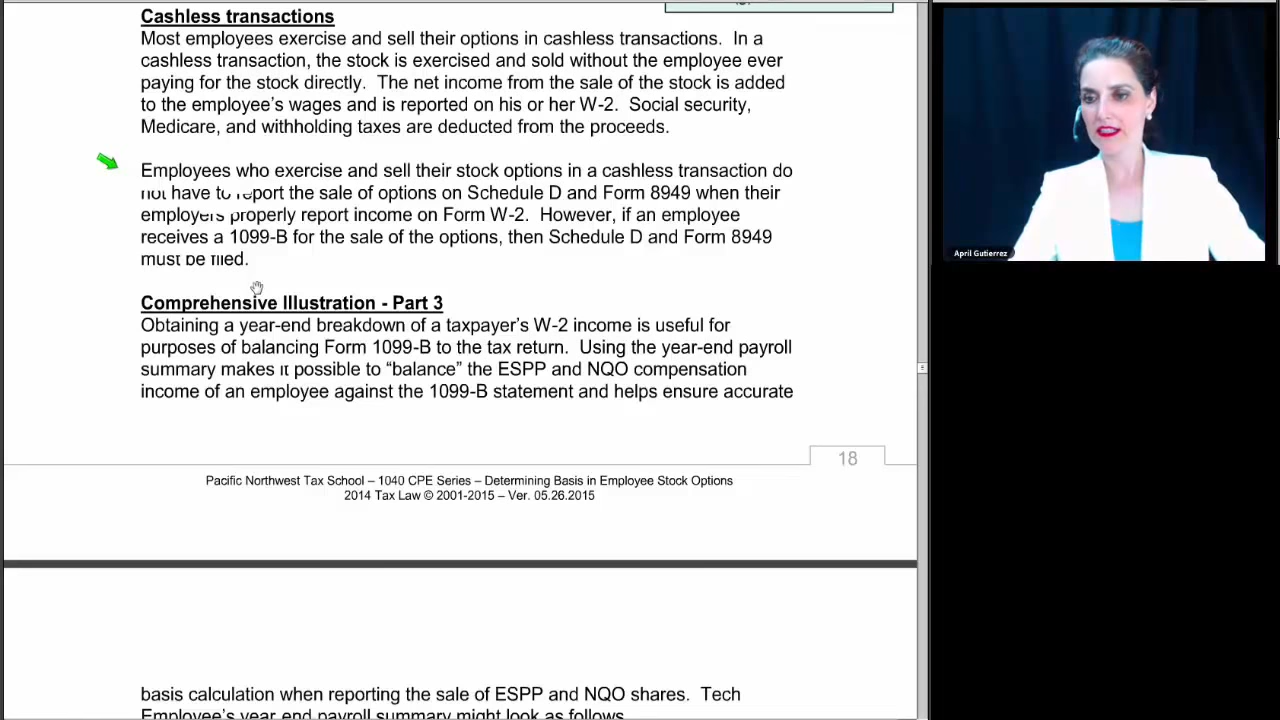 Cashless transactions
Most employees exercise and sell their options in cashless transactions. In a
cashless transaction, the stock is exercised and sold without the employee ever
paying for the stock directly. The net income from the sale of the stock is added
to the employee's wages and is reported on his or her W-2. Social security,
Medicare, and withholding taxes are deducted from the proceeds.
Employees who exercise and sell their stock options in a cashless transaction do
not have to report the sale of options on Schedule D and Form 8949 when their
employers properly report income on Form W-2. However, if an employee
receives a 1099-B for the sale of the options, then Schedule D and Form 8949
must be filed.
Comprehensive Illustration - Part 3
Obtaining a year-end breakdown of a taxpayer's W-2 income is useful for
purposes of balancing Form 1099-B to the tax return. Using the year-end payroll
summary makes it possible to “balance” the ESPP and NQO compensation
income of an employee against the 1099-B statement and helps ensure accurate
18
Pacific Northwest Tax School – 1040 CPE Series – Determining Basis in Employee Stock Options
2014 Tax Law © 2001-2015 – Ver. 05.26.2015
basis calculation when reporting the sale of ESPP and NQO shares. Tech
Employee's year end payroll summary might look as follows
April Gutierrez